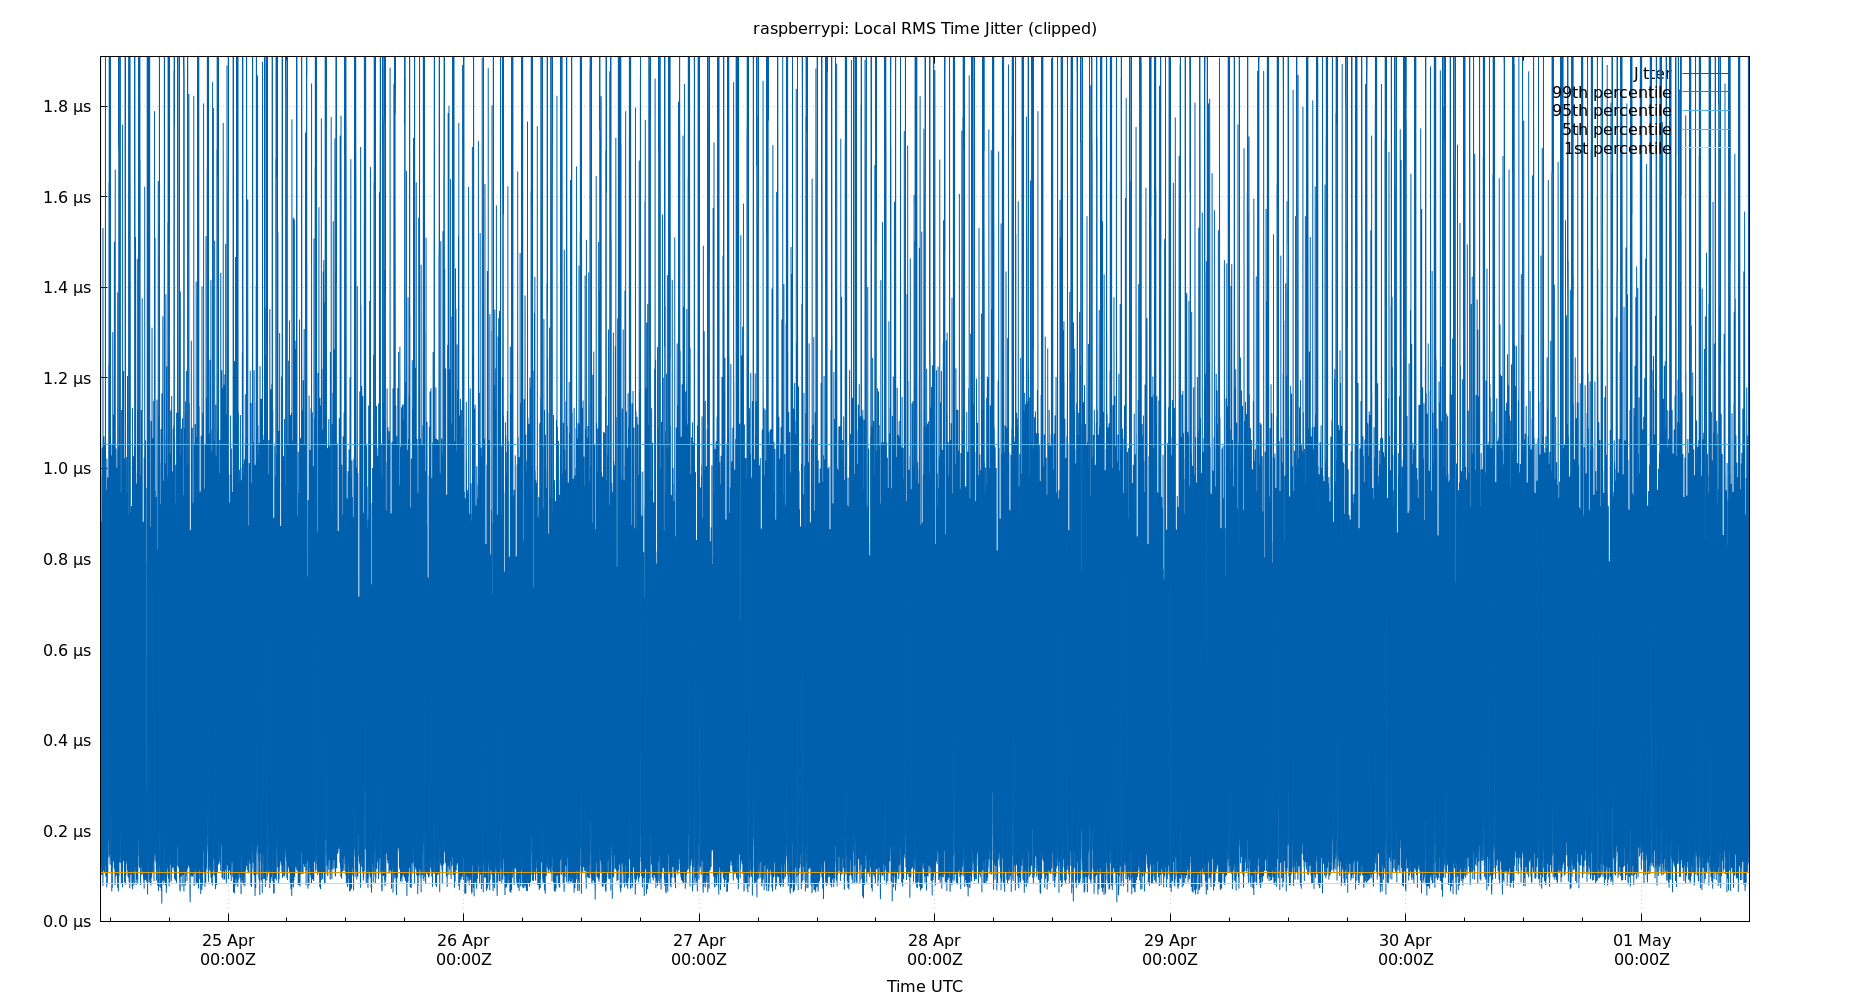 raspberrypi: Local RMS Time Jitter (clipped)
Jitter
99th percentile
95th percentile
5th percentile
1st percentile
1.8 µs
1.6 µs
1.4 µs
1.2 µs
1.0 µs
0.8 µs
0.6 µs
0.4 µs
0.2 µs
0.0 µs
25 Apr 26 Apr 27 Apr 28 Apr 29 Apr 30 Apr 01 May
00:00Z 00:00Z 00:00Z 00:00Z 00:00Z 00:00Z 00:00Z
Time UTC